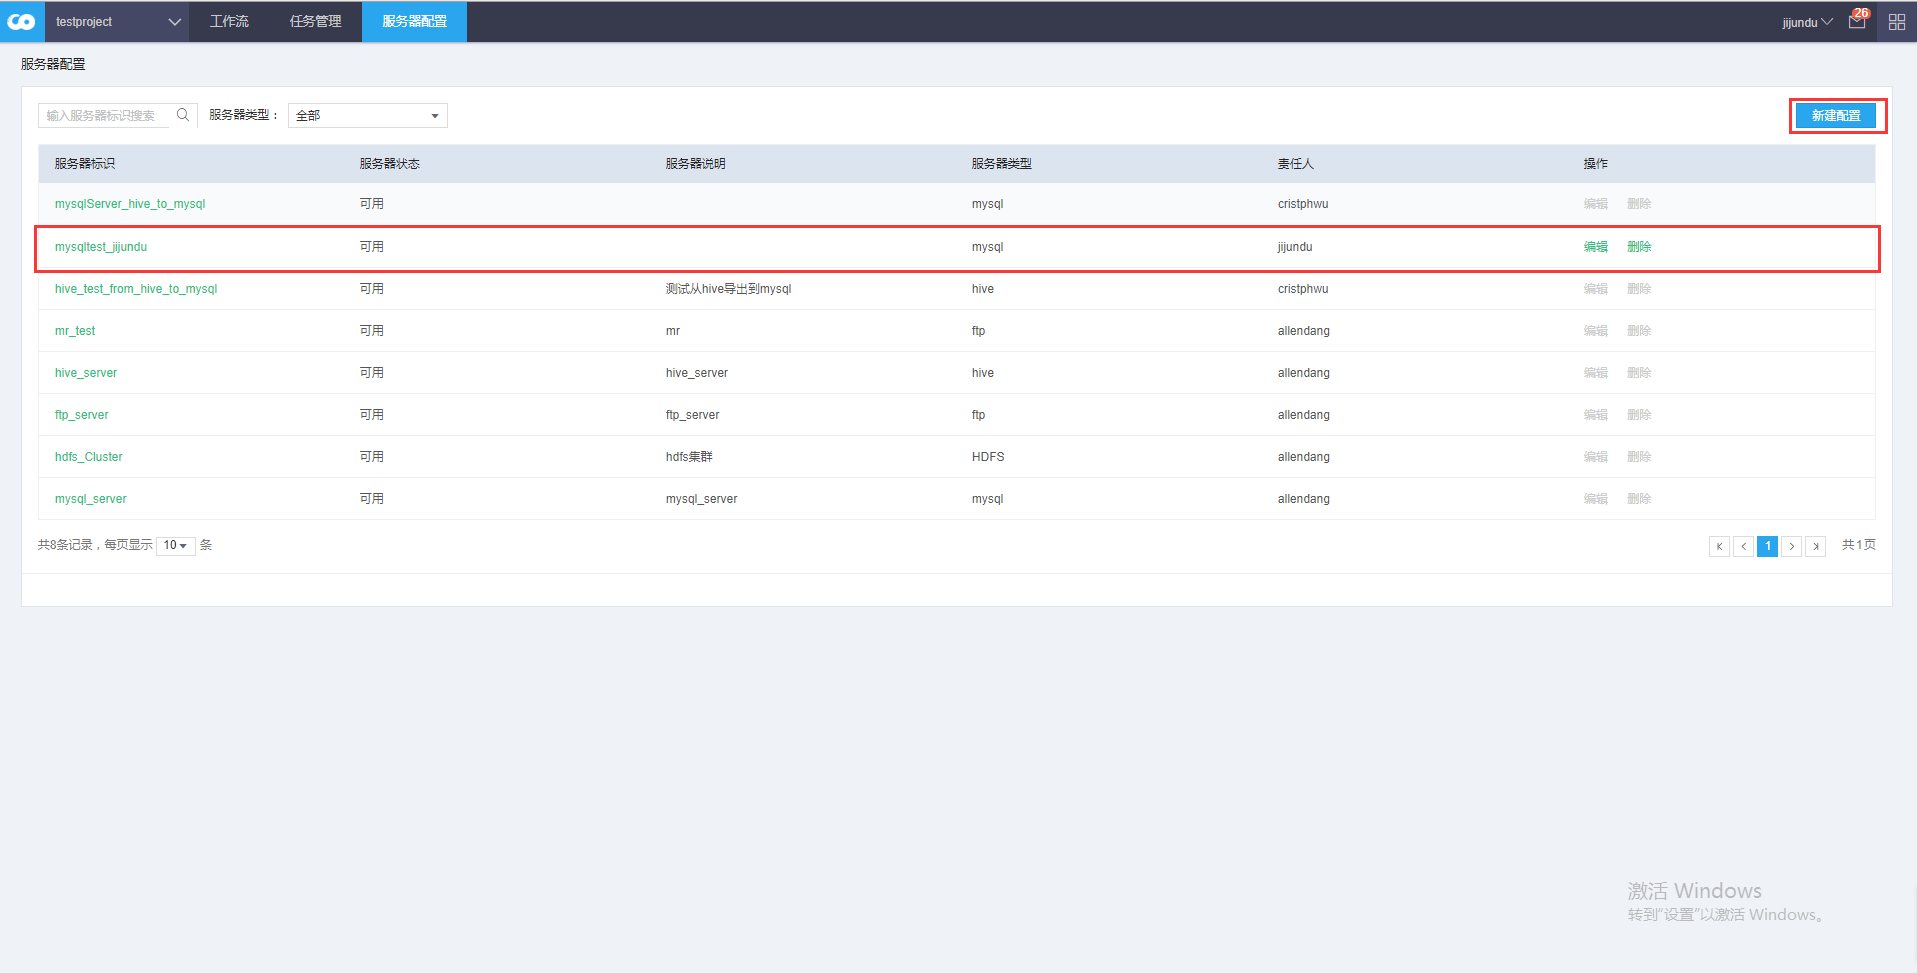 testproject 工作流 任务管理 服务器配置 jijundu 26
服务器配置
输入服务器标识搜索 服务器类型： 全部 新建配置
服务器标识 服务器状态 服务器说明 服务器类型 责任人 操作
mysqlServer_hive_to_mysql 可用 mysql cristphwu 编辑 删除
mysqltest_jijundu 可用 mysql jijundu 编辑 删除
hive_test_from_hive_to_mysql 可用 测试从hive导出到mysql hive cristphwu 编辑 删除
mr_test 可用 mr ftp allendang 编辑 删除
hive_server 可用 hive_server hive allendang 编辑 删除
ftp_server 可用 ftp_server ftp allendang 编辑 删除
hdfs_Cluster 可用 hdfs集群 HDFS allendang 编辑 删除
mysql_server 可用 mysql_server mysql allendang 编辑 删除
共8条记录，每页显示 10 条 1 共1页
激活 Windows
转到“设置”以激活 Windows。